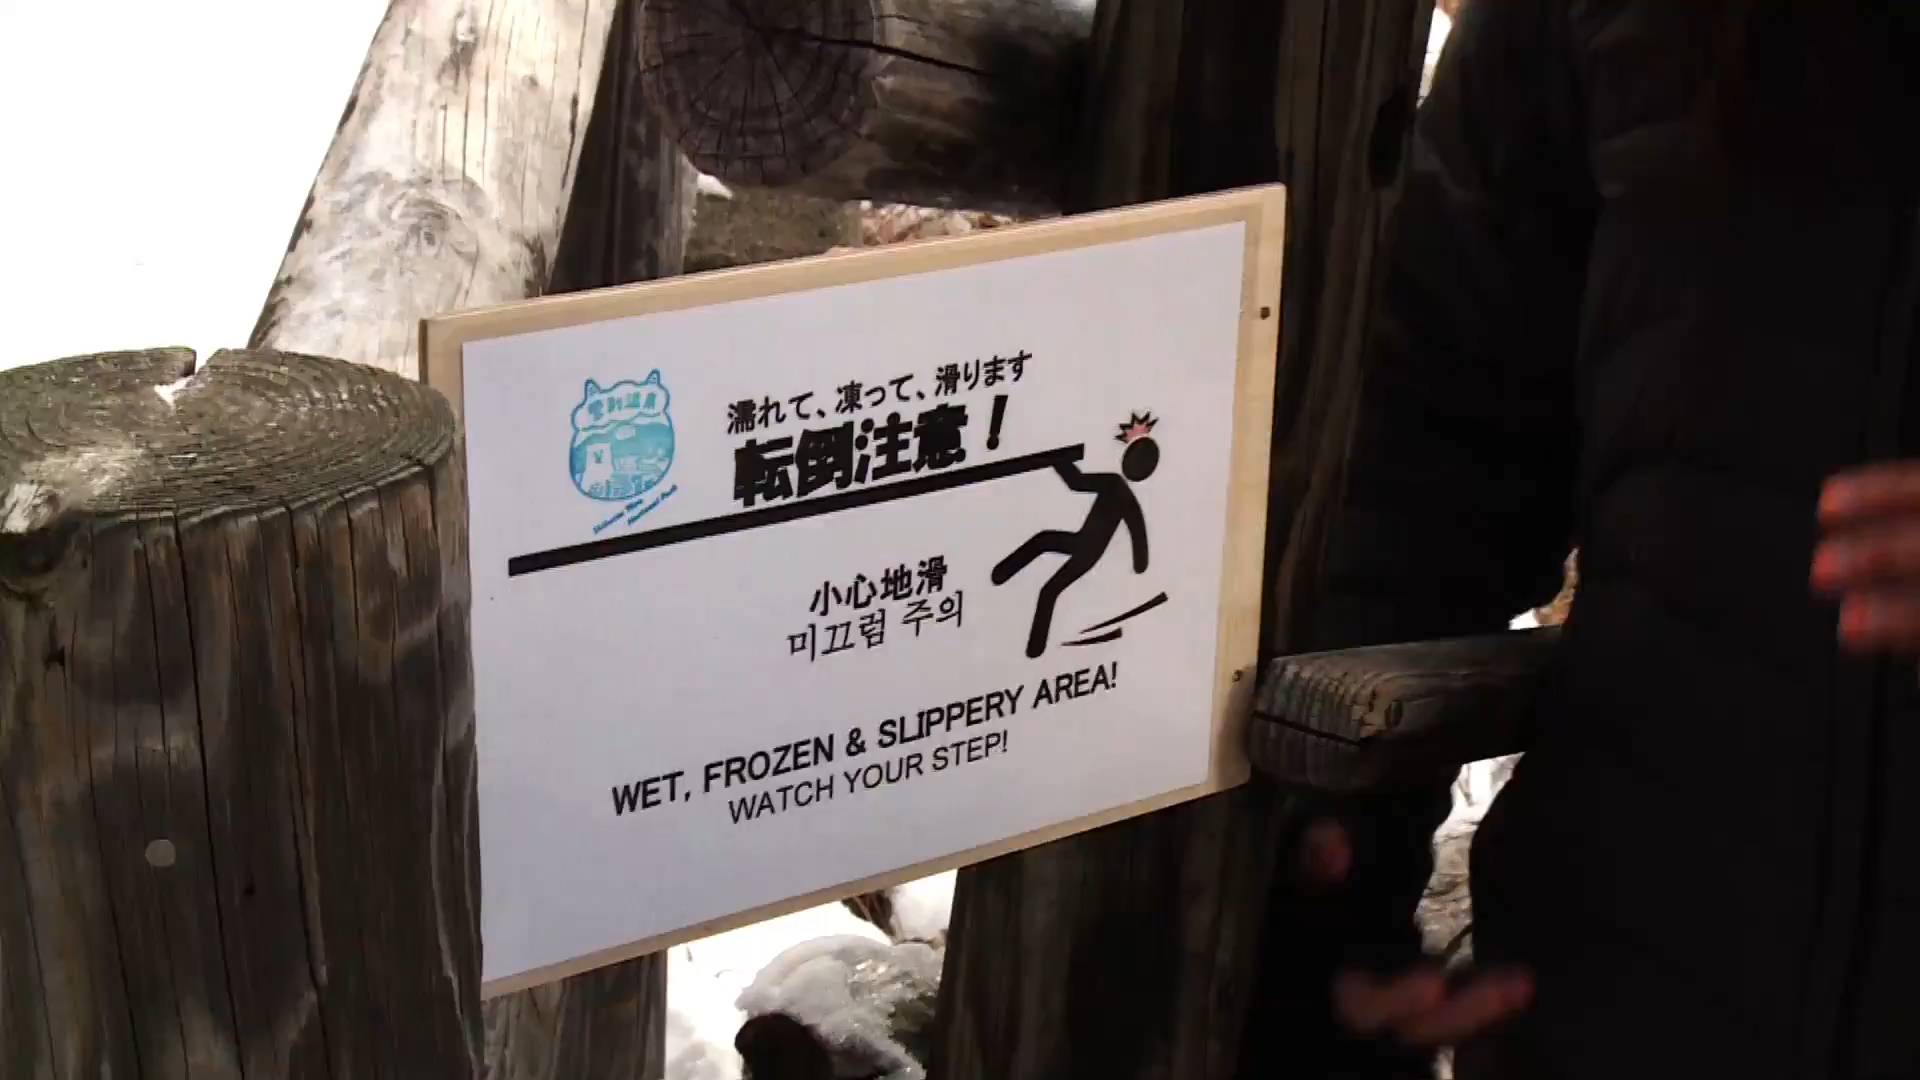 濡れて、凍って、滑ります
転倒注意！
小心地滑
미끄럼 주의
WET, FROZEN & SLIPPERY AREA!
WATCH YOUR STEP!